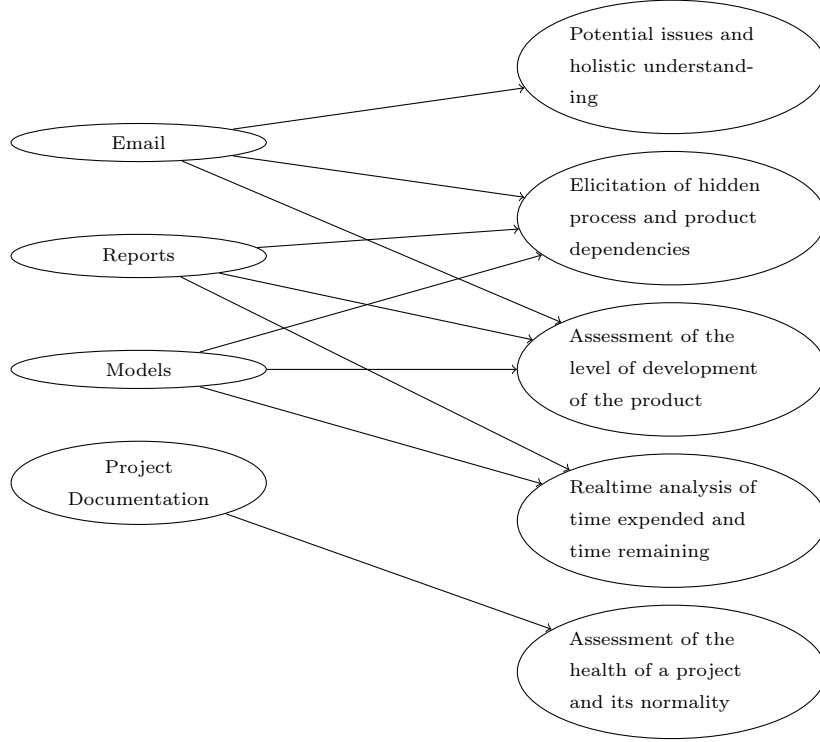 Email
Reports
Models
Project
Documentation
Potential issues and
holistic understand-
ing
Elicitation of hidden
process and product
dependencies
Assessment of the
level of development
of the product
Realtime analysis of
time expended and
time remaining
Assessment of the
health of a project
and its normality